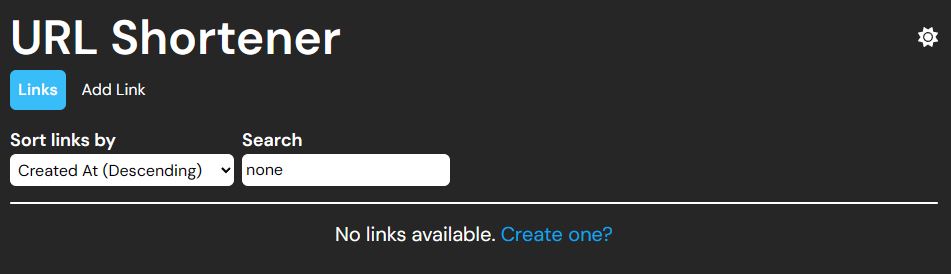 URL Shortener
Links Add Link
Sort links by Search
Created At (Descending) none
No links available. Create one?